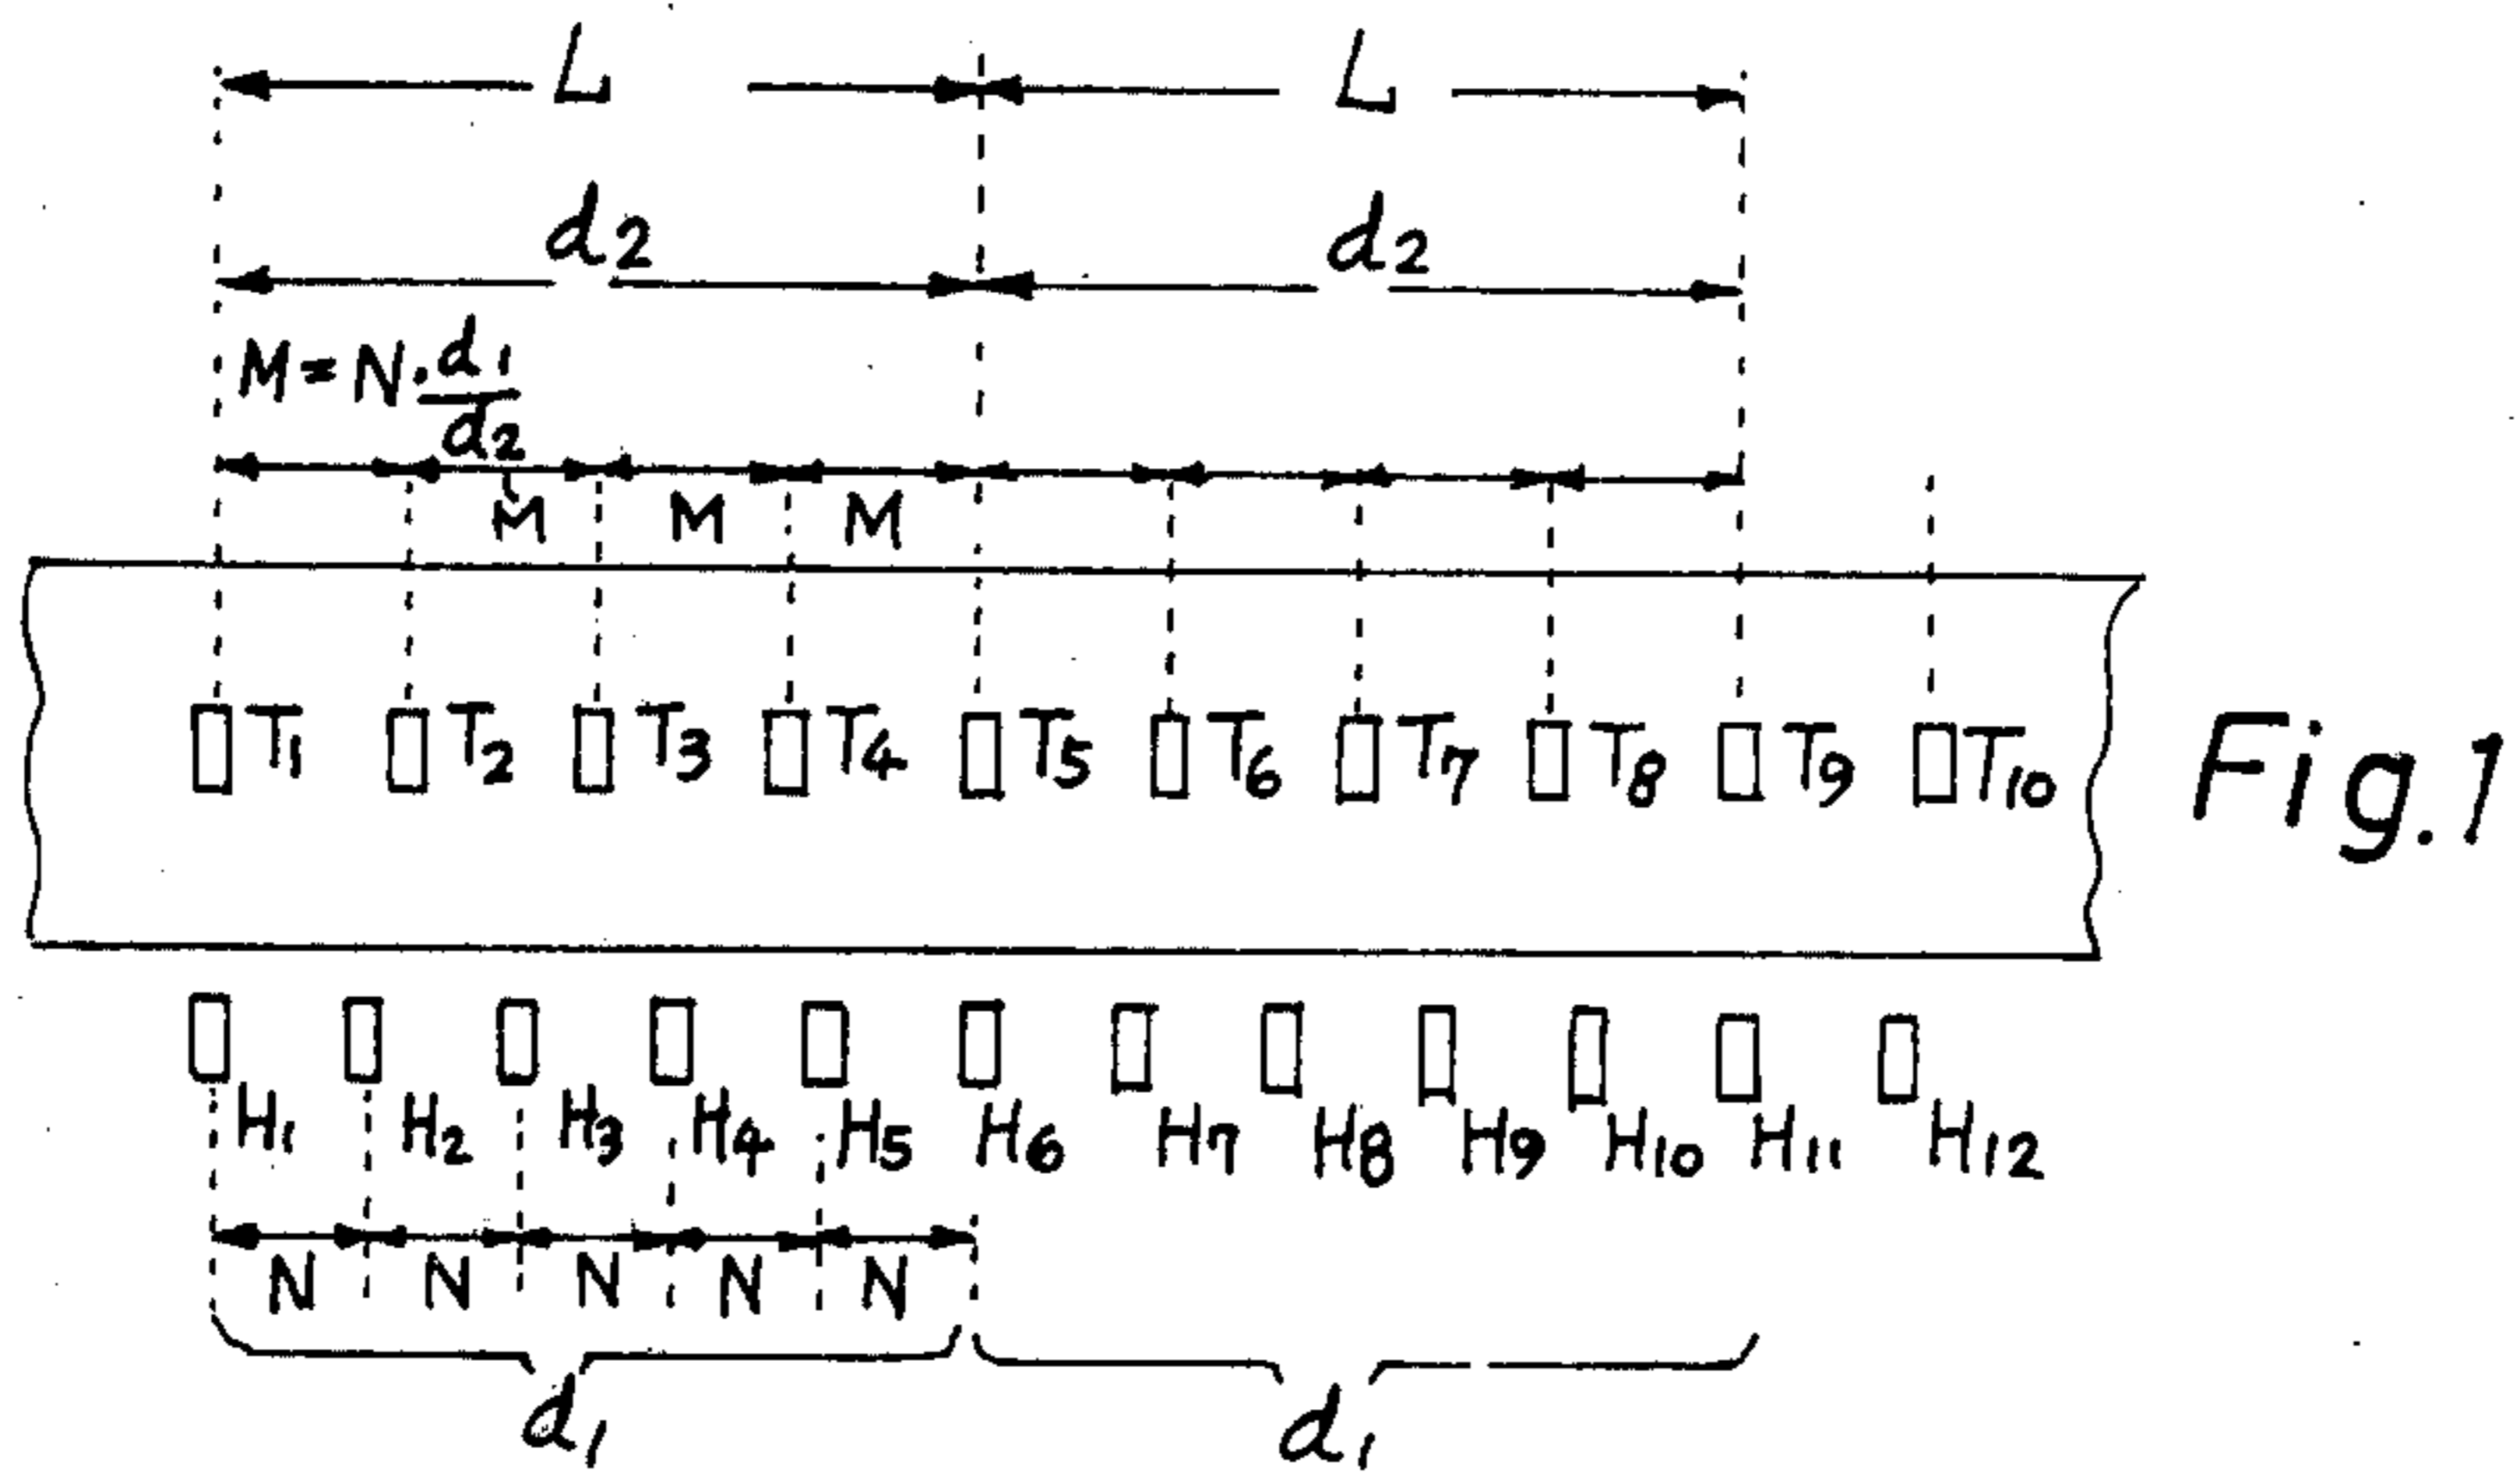 L L
d2 d2
M = N · d1/d2
M M M
T1 T2 T3 T4 T5 T6 T7 T8 T9 T10
Fig.1
H1 H2 H3 H4 H5 H6 H7 H8 H9 H10 H11 H12
N N N N N
d1 d1